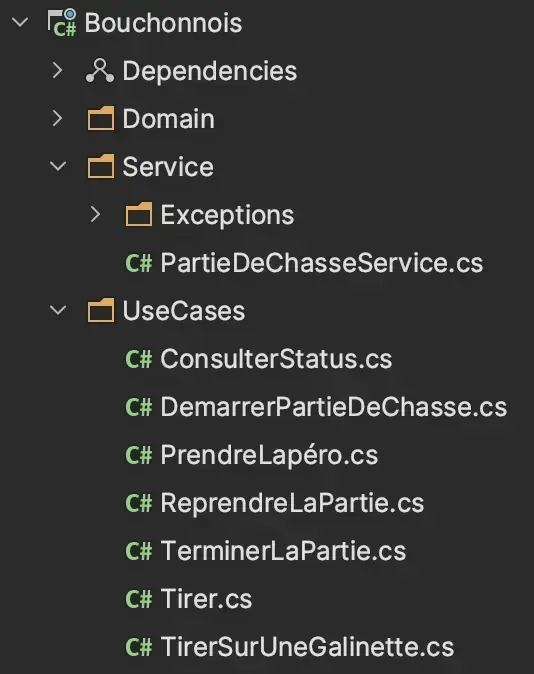 C# Bouchonnois
Dependencies
Domain
Service
Exceptions
C# PartieDeChasseService.cs
UseCases
C# ConsulterStatus.cs
C# DemarrerPartieDeChasse.cs
C# PrendreLapéro.cs
C# ReprendreLaPartie.cs
C# TerminerLaPartie.cs
C# Tirer.cs
C# TirerSurUneGalinette.cs